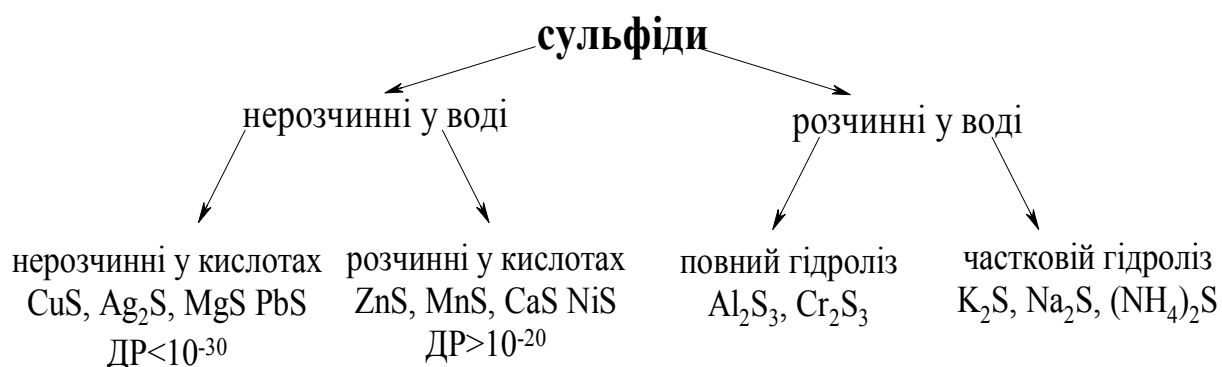 сульфіди
нерозчинні у воді
розчинні у воді
нерозчинні у кислотах
CuS, Ag₂S, MgS PbS
ДР<10⁻³⁰
розчинні у кислотах
ZnS, MnS, CaS NiS
ДР>10⁻²⁰
повний гідроліз
Al₂S₃, Cr₂S₃
частковій гідроліз
K₂S, Na₂S, (NH₄)₂S